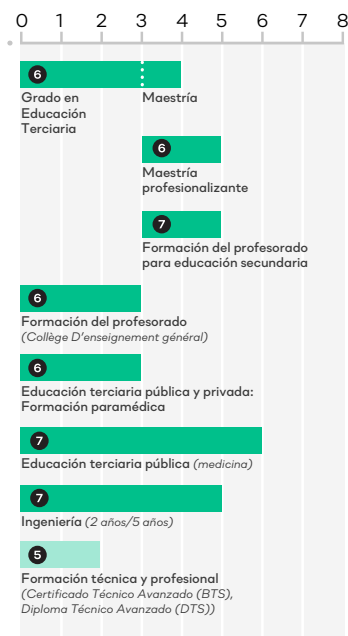 0 1 2 3 4 5 6 7 8
6
Grado en
Educación
Terciaria
Maestría
6
Maestría
profesionalizante
7
Formación del profesorado
para educación secundaria
6
Formación del profesorado
(Collège D'enseignement général)
6
Educación terciaria pública y privada:
Formación paramédica
7
Educación terciaria pública (medicina)
7
Ingeniería (2 años/5 años)
5
Formación técnica y profesional
(Certificado Técnico Avanzado (BTS),
Diploma Técnico Avanzado (DTS))